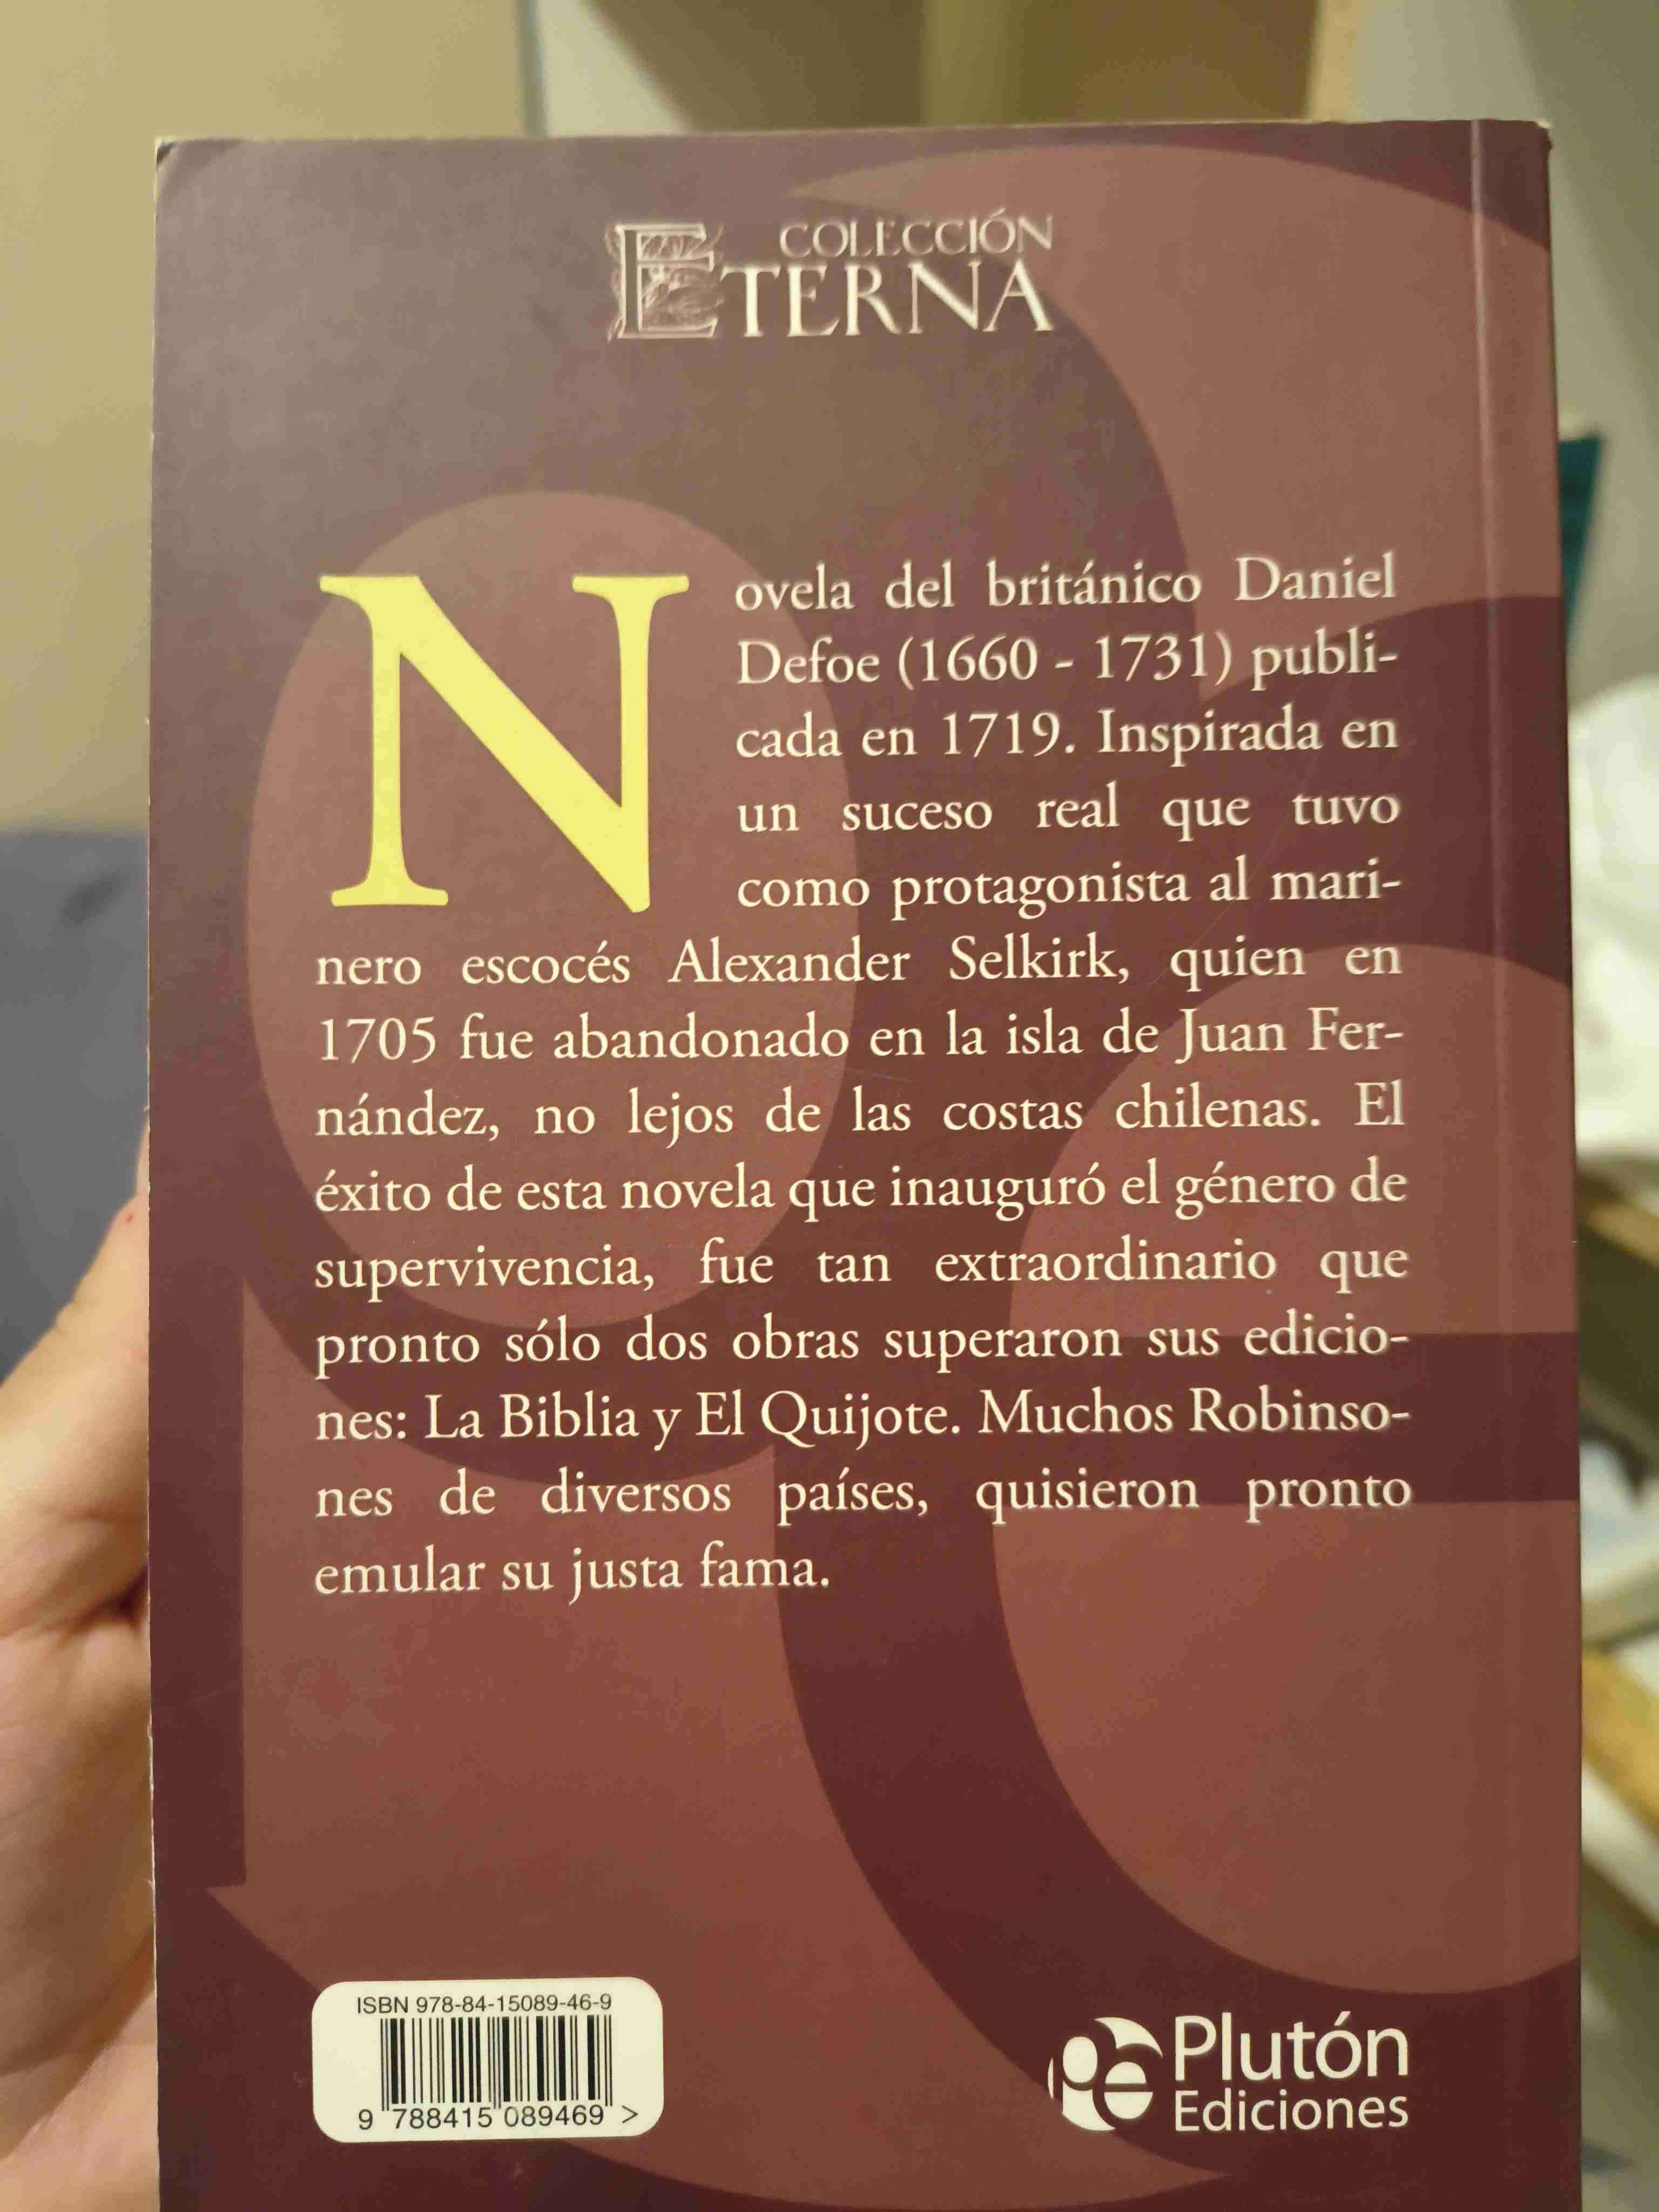 COLECCIÓN
ETERNA
Novela del británico Daniel
Defoe (1660 - 1731) publi-
cada en 1719. Inspirada en
un suceso real que tuvo
como protagonista al mari-
nero escocés Alexander Selkirk, quien en
1705 fue abandonado en la isla de Juan Fer-
nández, no lejos de las costas chilenas. El
éxito de esta novela que inauguró el género de
supervivencia, fue tan extraordinario que
pronto sólo dos obras superaron sus edicio-
nes: La Biblia y El Quijote. Muchos Robinso-
nes de diversos países, quisieron pronto
emular su justa fama.
ISBN 978-84-15089-46-9
9 788415 089469 >
pe Plutón
Ediciones